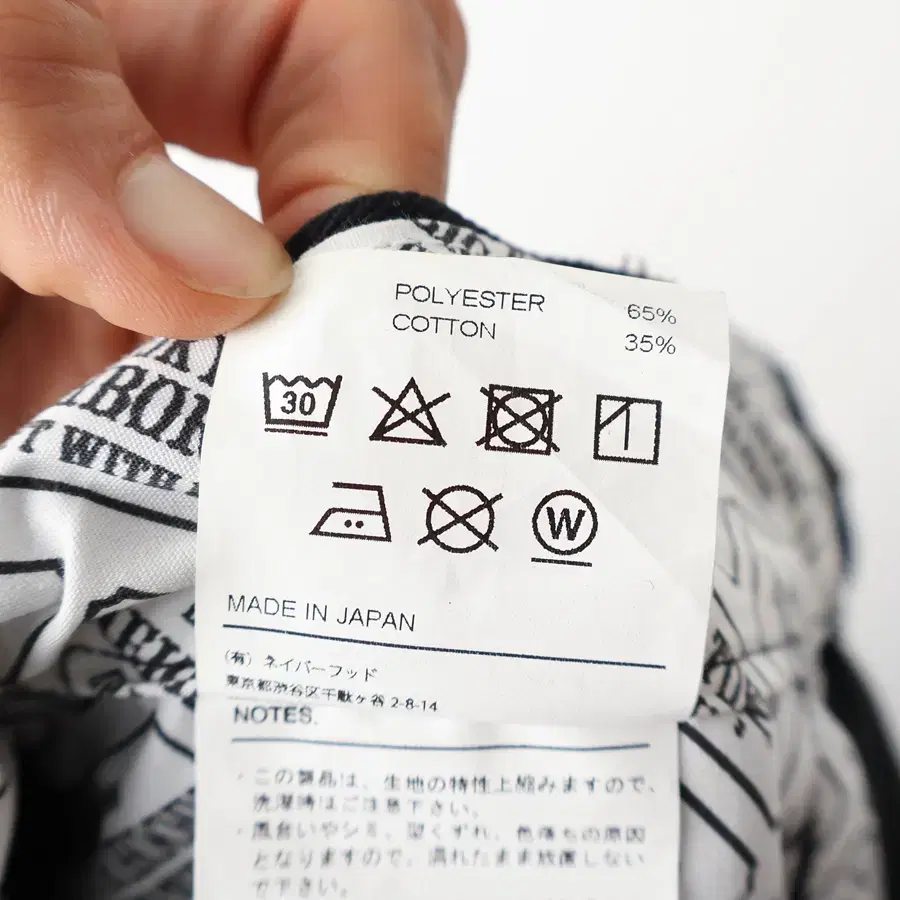 POLYESTER 65%
COTTON 35%
30
W
MADE IN JAPAN
(有) ネイバーフッド
東京都渋谷区千駄ヶ谷 2-8-14
NOTES.
・この製品は、生地の特性上縮みますので、
洗濯時はご注意下さい。
・風合いやシミ、型くずれ、色落ちの原因
となりますので、濡れたまま放置しない
で下さい。
T WITH